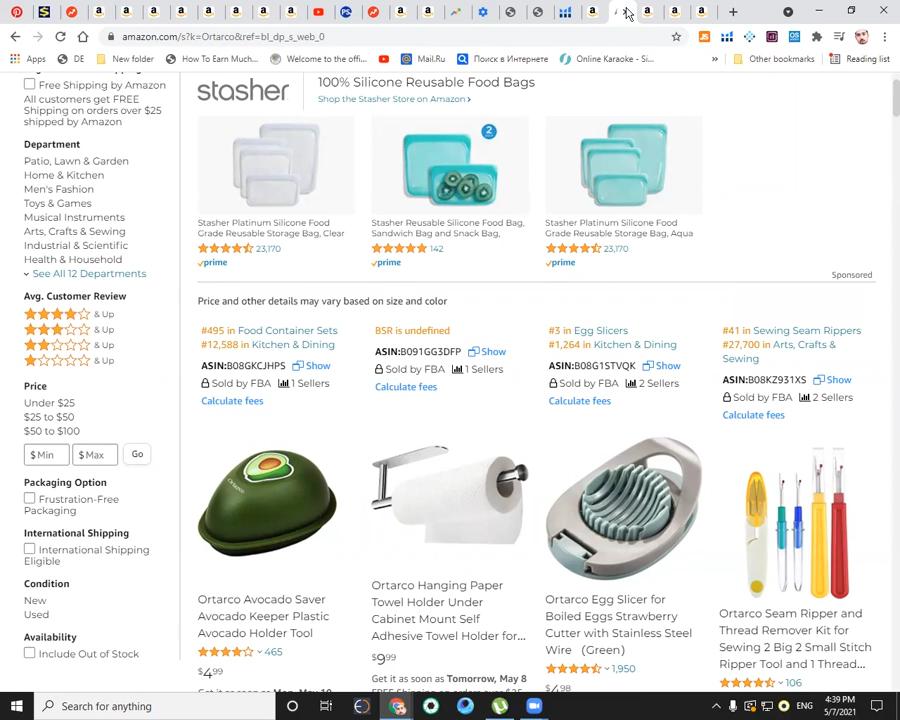 amazon.com/s?k=Ortarco&ref=bl_dp_s_web_0
Apps
DE
New folder
How To Earn Much...
Welcome to the offi...
Mail.Ru
Поиск в Интернете
Online Karaoke - Si...
»
Other bookmarks
Reading list
Free Shipping by Amazon
All customers get FREE
Shipping on orders over $25
shipped by Amazon
Department
Patio, Lawn & Garden
Home & Kitchen
Men's Fashion
Toys & Games
Musical Instruments
Arts, Crafts & Sewing
Industrial & Scientific
Health & Household
See All 12 Departments
Avg. Customer Review
& Up
& Up
& Up
& Up
Price
Under $25
$25 to $50
$50 to $100
$ Min
$ Max
Go
Packaging Option
Frustration-Free
Packaging
International Shipping
International Shipping
Eligible
Condition
New
Used
Availability
Include Out of Stock
stasher
100% Silicone Reusable Food Bags
Shop the Stasher Store on Amazon ›
2
Stasher Platinum Silicone Food
Grade Reusable Storage Bag, Clear
23,170
prime
Stasher Reusable Silicone Food Bag,
Sandwich Bag and Snack Bag,
142
prime
Stasher Platinum Silicone Food
Grade Reusable Storage Bag, Aqua
23,170
prime
Sponsored
Price and other details may vary based on size and color
#495 in Food Container Sets
#12,588 in Kitchen & Dining
ASIN:B08GKCJHPS Show
Sold by FBA 1 Sellers
Calculate fees
Ortarco
Ortarco Avocado Saver
Avocado Keeper Plastic
Avocado Holder Tool
465
$4.99
BSR is undefined
ASIN:B091GG3DFP Show
Sold by FBA 1 Sellers
Calculate fees
Ortarco Hanging Paper
Towel Holder Under
Cabinet Mount Self
Adhesive Towel Holder for...
$9.99
Get it as soon as Tomorrow, May 8
#3 in Egg Slicers
#1,264 in Kitchen & Dining
ASIN:B08G1STVQK Show
Sold by FBA 2 Sellers
Calculate fees
Ortarco Egg Slicer for
Boiled Eggs Strawberry
Cutter with Stainless Steel
Wire （Green）
1,950
$4.98
#41 in Sewing Seam Rippers
#27,700 in Arts, Crafts &
Sewing
ASIN:B08KZ931XS Show
Sold by FBA 2 Sellers
Calculate fees
Ortarco Seam Ripper and
Thread Remover Kit for
Sewing 2 Big 2 Small Stitch
Ripper Tool and 1 Thread...
106
Type here to search
ENG
4:39 PM
5/7/2021